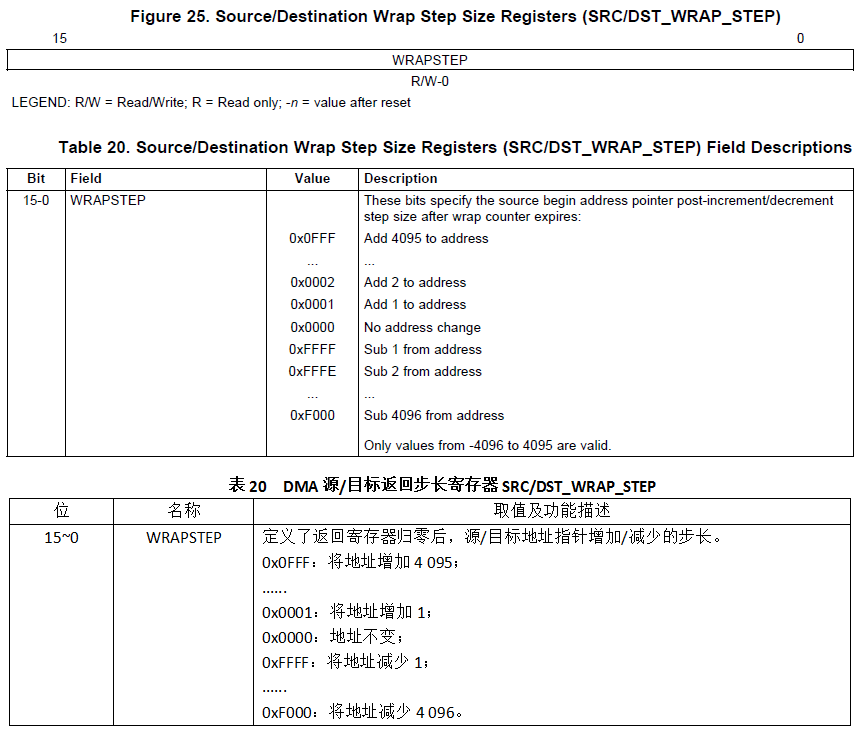 Figure 25. Source/Destination Wrap Step Size Registers (SRC/DST_WRAP_STEP)
15 0
WRAPSTEP
R/W-0
LEGEND: R/W = Read/Write; R = Read only; -n = value after reset
Table 20. Source/Destination Wrap Step Size Registers (SRC/DST_WRAP_STEP) Field Descriptions
Bit Field Value Description
15-0 WRAPSTEP These bits specify the source begin address pointer post-increment/decrement
step size after wrap counter expires:
0x0FFF Add 4095 to address
... ...
0x0002 Add 2 to address
0x0001 Add 1 to address
0x0000 No address change
0xFFFF Sub 1 from address
0xFFFE Sub 2 from address
... ...
0xF000 Sub 4096 from address
Only values from -4096 to 4095 are valid.
表 20 DMA 源/目标返回步长寄存器 SRC/DST_WRAP_STEP
位 名称 取值及功能描述
15~0 WRAPSTEP 定义了返回寄存器归零后，源/目标地址指针增加/减少的步长。
0x0FFF：将地址增加 4 095；
……
0x0001：将地址增加 1；
0x0000：地址不变；
0xFFFF：将地址减少 1；
……
0xF000：将地址减少 4 096。